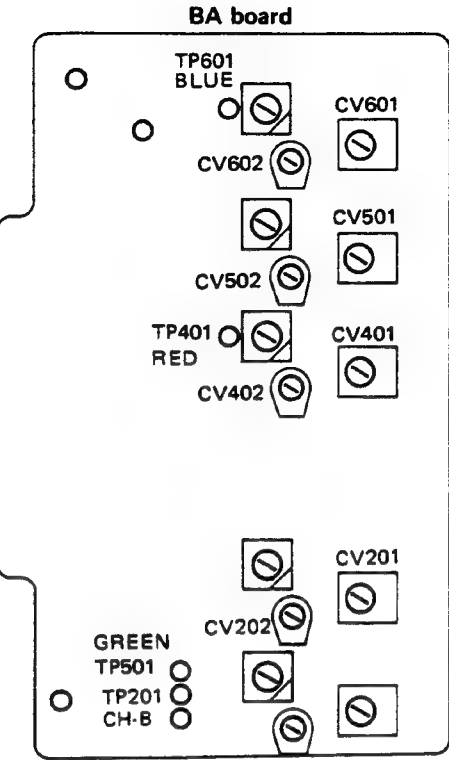 BA board
TP601
BLUE
CV601
CV602
CV501
CV502
TP401
RED
CV401
CV402
CV201
CV202
GREEN
TP501
TP201
CH-B